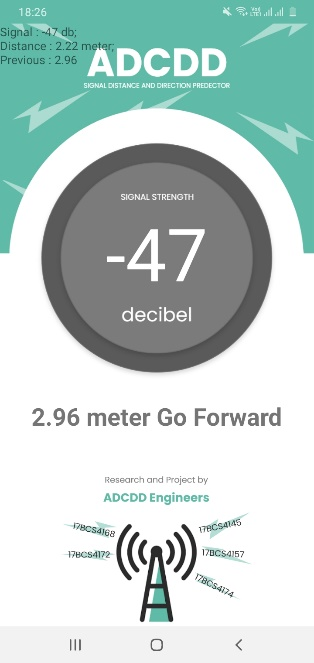 18:26
Signal : -47 db;
Distance : 2.22 meter;
Previous : 2.96
ADCDD
SIGNAL DISTANCE AND DIRECTION PREDECTOR
SIGNAL STRENGTH
-47
decibel
2.96 meter Go Forward
Research and Project by
ADCDD Engineers
17BCS4168
17BCS4145
17BCS4172
17BCS4157
17BCS4174